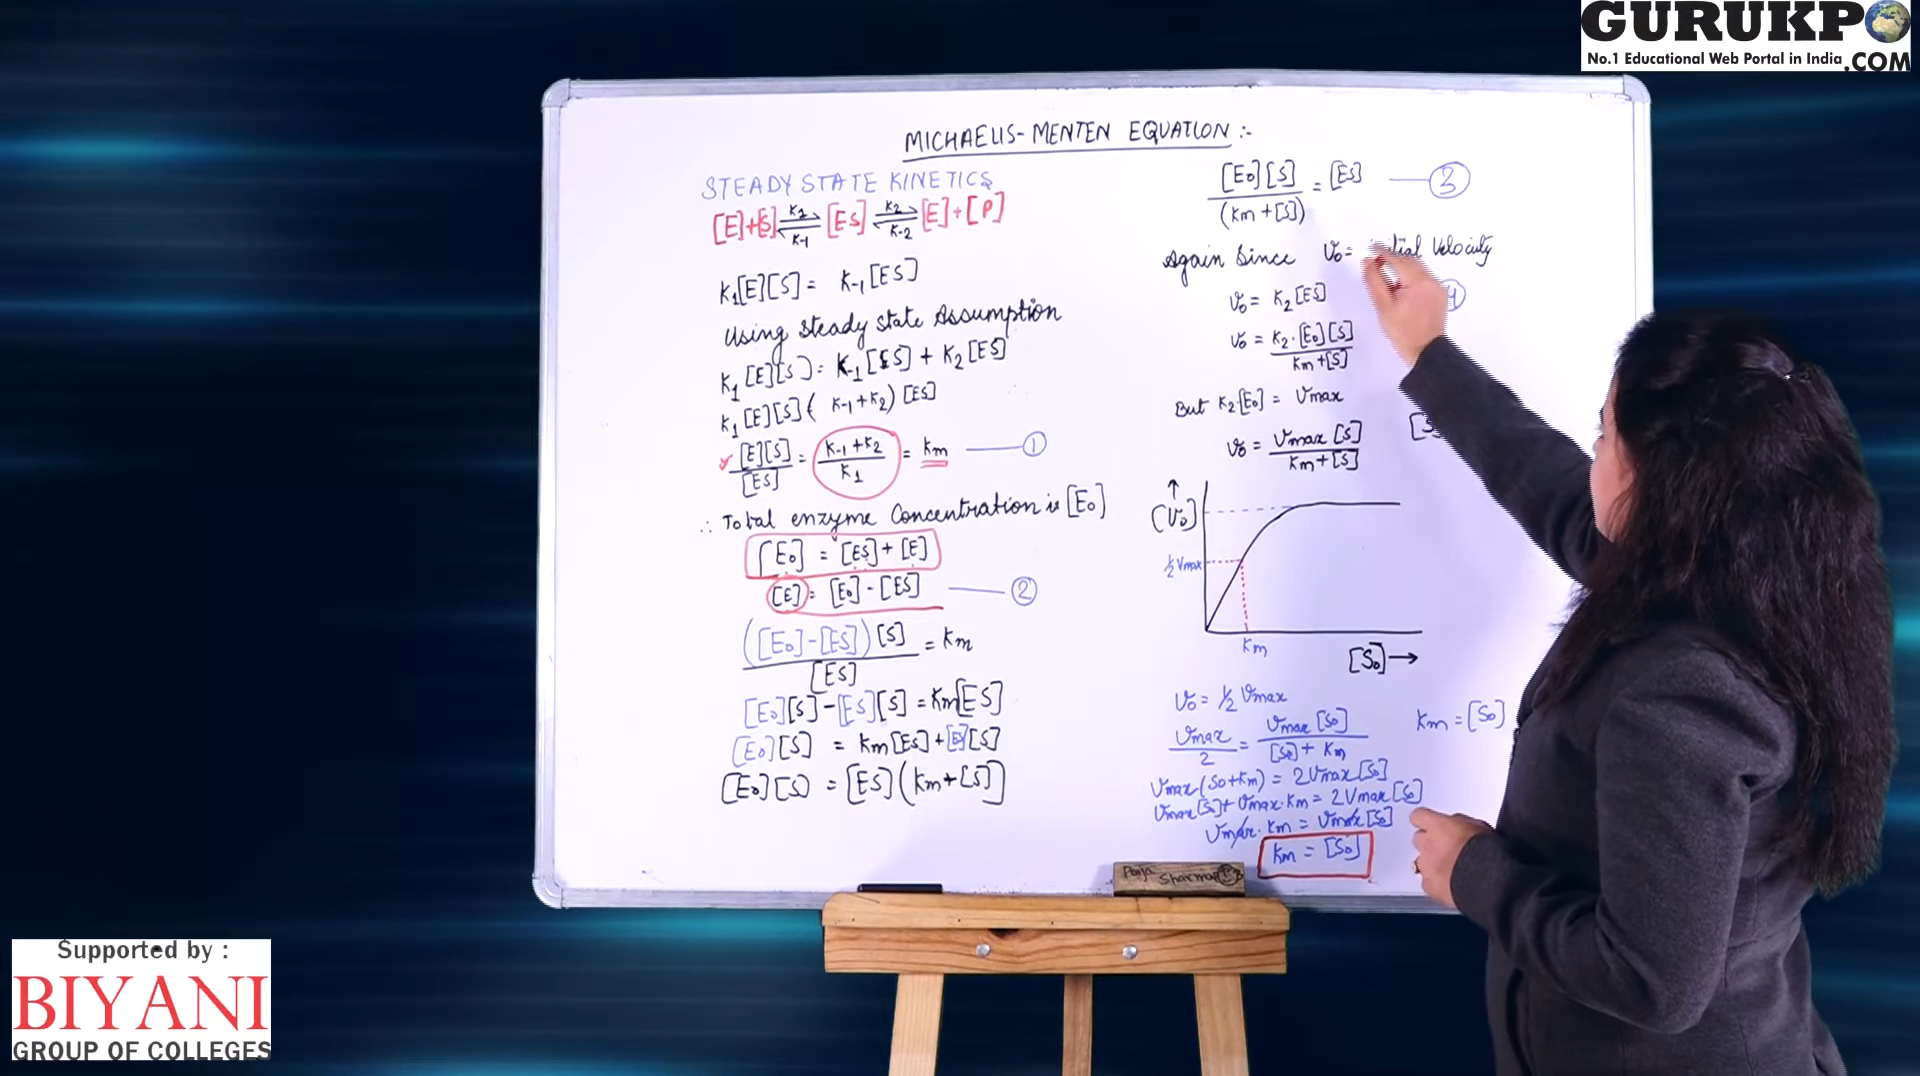 GURUKPO
No.1 Educational Web Portal in India .COM
MICHAELIS-MENTEN EQUATION :-
STEADY STATE KINETICS
[E]+[S] K1 ⇌ K-1 [ES] K2 ⇌ K-2 [E]+[P]
K1[E][S] = K-1[ES]
Using Steady State Assumption
K1[E][S] = K-1[ES] + K2[ES]
K1[E][S] ( K-1+K2) [ES]
[E][S]/[ES] = K-1+K2/K1 = Km — 1
∴ Total enzyme Concentration is [E0]
[E0] = [ES] + [E]
[E] = [E0] - [ES] — 2
([E0]-[ES]) [S]/[ES] = Km
[E0][S]-[ES][S] = Km[ES]
[E0][S] = Km[ES]+[ES][S]
[E0][S] = [ES](Km+[S])
[E0][S]/(Km+[S]) = [ES] — 3
Again Since V0 = Velocity
V0 = K2[ES]
V0 = K2.[E0][S]/Km+[S]
But K2.[E0] = Vmax
V0 = Vmax[S]/Km+[S]
[V0]
½ Vmax
Km
[S0] →
V0 = ½ Vmax
Vmax/2 = Vmax[S0]/[S0]+Km
Km = [S0]
Vmax(S0+Km) = 2Vmax[S0]
Vmax[S0]+Vmax.Km = 2Vmax[S0]
Vmax.Km = Vmax[S0]
Km = [S0]
Pooja
Sharma
Supported by :
BIYANI
GROUP OF COLLEGES